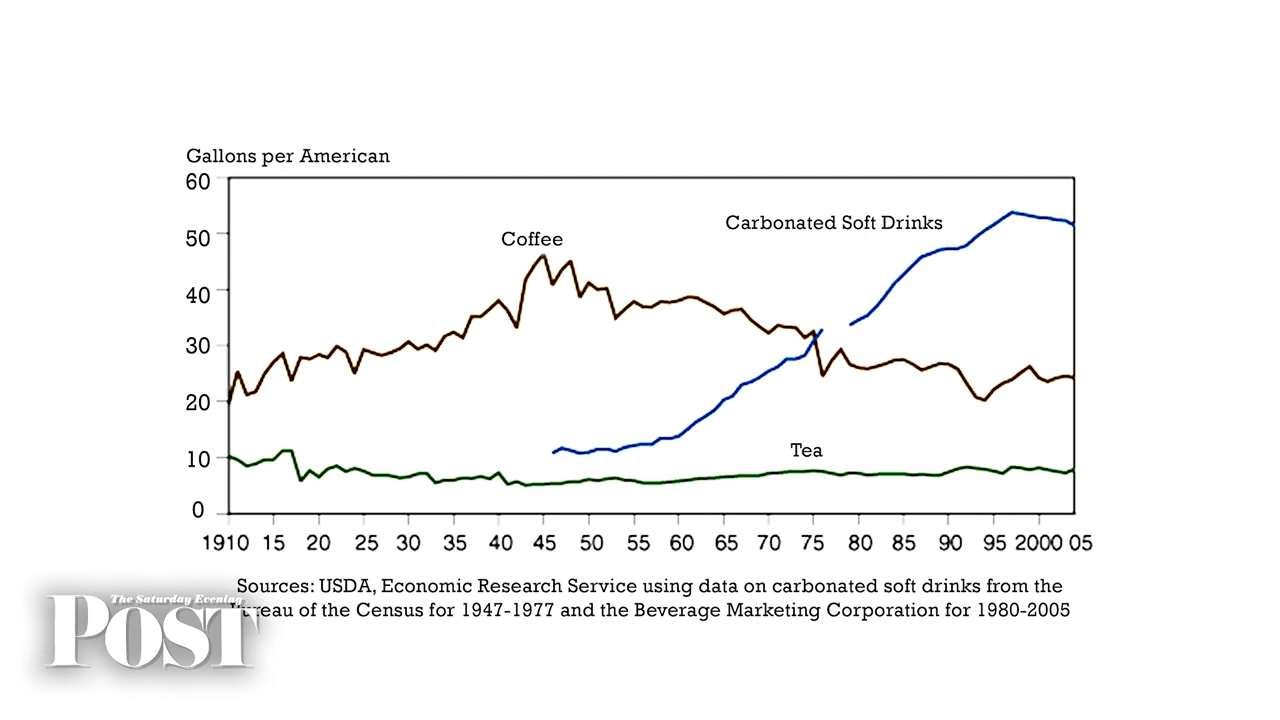 Gallons per American
60
50
40
30
20
10
0
Coffee
Carbonated Soft Drinks
Tea
1910 15 20 25 30 35 40 45 50 55 60 65 70 75 80 85 90 95 2000 05
Sources: USDA, Economic Research Service using data on carbonated soft drinks from the
Bureau of the Census for 1947-1977 and the Beverage Marketing Corporation for 1980-2005
The Saturday Evening
POST